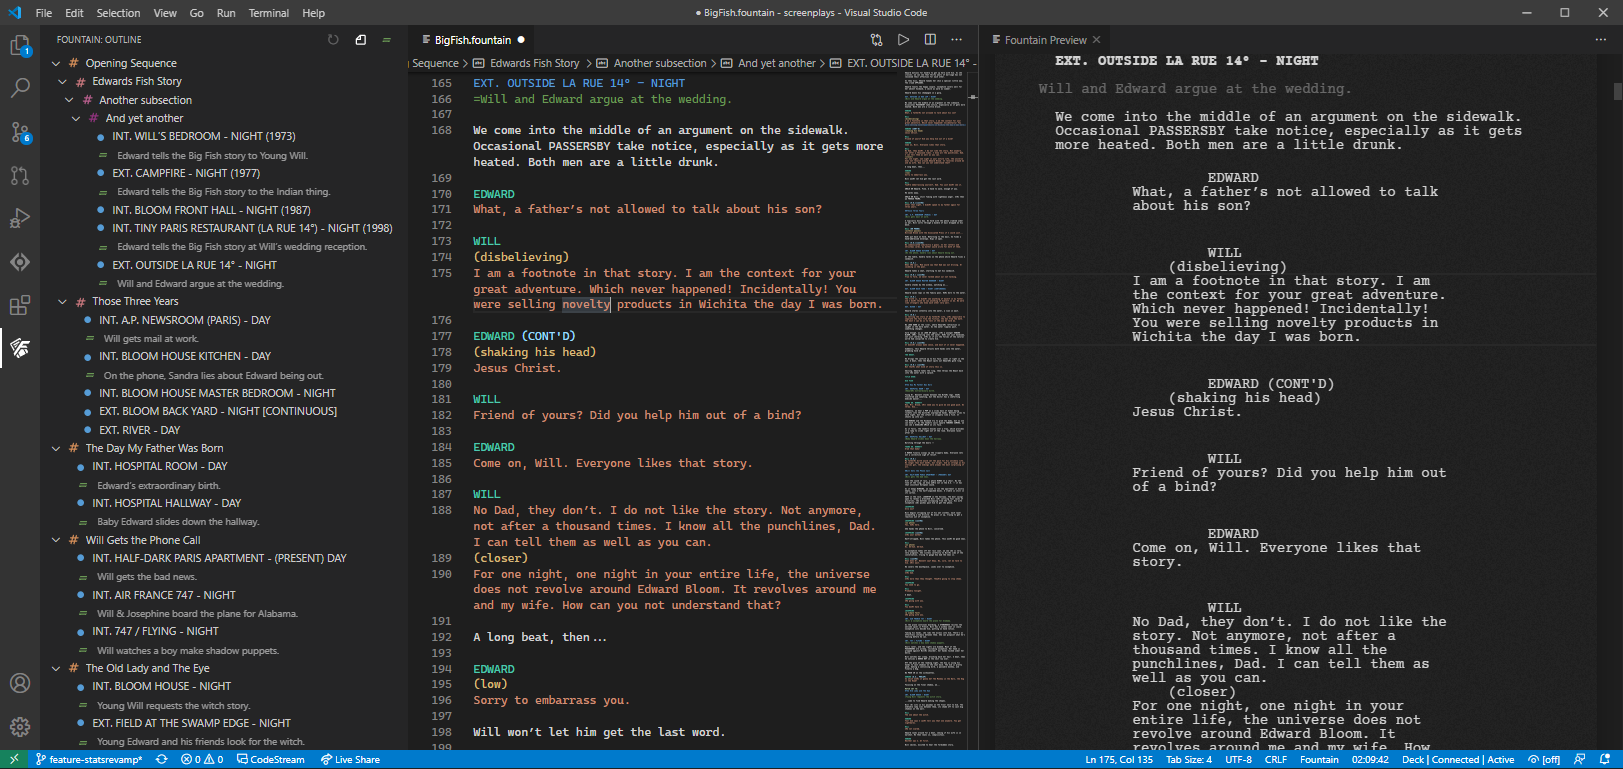 File Edit Selection View Go Run Terminal Help
● BigFish.fountain - screenplays - Visual Studio Code
1
6
FOUNTAIN: OUTLINE
# Opening Sequence
# Edwards Fish Story
# Another subsection
# And yet another
INT. WILL'S BEDROOM - NIGHT (1973)
= Edward tells the Big Fish story to Young Will.
EXT. CAMPFIRE - NIGHT (1977)
= Edward tells the Big Fish story to the Indian thing.
INT. BLOOM FRONT HALL - NIGHT (1987)
INT. TINY PARIS RESTAURANT (LA RUE 14°) - NIGHT (1998)
= Edward tells the Big Fish story at Will's wedding reception.
EXT. OUTSIDE LA RUE 14° - NIGHT
= Will and Edward argue at the wedding.
# Those Three Years
INT. A.P. NEWSROOM (PARIS) - DAY
= Will gets mail at work.
INT. BLOOM HOUSE KITCHEN - DAY
= On the phone, Sandra lies about Edward being out.
INT. BLOOM HOUSE MASTER BEDROOM - NIGHT
EXT. BLOOM BACK YARD - NIGHT [CONTINUOUS]
EXT. RIVER - DAY
# The Day My Father Was Born
INT. HOSPITAL ROOM - DAY
= Edward's extraordinary birth.
INT. HOSPITAL HALLWAY - DAY
= Baby Edward slides down the hallway.
# Will Gets the Phone Call
INT. HALF-DARK PARIS APARTMENT - (PRESENT) DAY
= Will gets the bad news.
INT. AIR FRANCE 747 - NIGHT
= Will & Josephine board the plane for Alabama.
INT. 747 / FLYING - NIGHT
= Will watches a boy make shadow puppets.
# The Old Lady and The Eye
INT. BLOOM HOUSE - NIGHT
= Young Will requests the witch story.
EXT. FIELD AT THE SWAMP EDGE - NIGHT
= Young Edward and his friends look for the witch.
BigFish.fountain ●
Sequence > Edwards Fish Story > Another subsection > And yet another > EXT. OUTSIDE LA RUE 14° -
165 EXT. OUTSIDE LA RUE 14° - NIGHT
166 =Will and Edward argue at the wedding.
167
168 We come into the middle of an argument on the sidewalk.
Occasional PASSERSBY take notice, especially as it gets more
heated. Both men are a little drunk.
169
170 EDWARD
171 What, a father's not allowed to talk about his son?
172
173 WILL
174 (disbelieving)
175 I am a footnote in that story. I am the context for your
great adventure. Which never happened! Incidentally! You
were selling novelty products in Wichita the day I was born.
176
177 EDWARD (CONT'D)
178 (shaking his head)
179 Jesus Christ.
180
181 WILL
182 Friend of yours? Did you help him out of a bind?
183
184 EDWARD
185 Come on, Will. Everyone likes that story.
186
187 WILL
188 No Dad, they don't. I do not like the story. Not anymore,
not after a thousand times. I know all the punchlines, Dad.
I can tell them as well as you can.
189 (closer)
190 For one night, one night in your entire life, the universe
does not revolve around Edward Bloom. It revolves around me
and my wife. How can you not understand that?
191
192 A long beat, then...
193
194 EDWARD
195 (low)
196 Sorry to embarrass you.
197
198 Will won't let him get the last word.
199
Fountain Preview
EXT. OUTSIDE LA RUE 14° - NIGHT
Will and Edward argue at the wedding.
We come into the middle of an argument on the sidewalk.
Occasional PASSERSBY take notice, especially as it gets
more heated. Both men are a little drunk.
EDWARD
What, a father's not allowed to talk
about his son?
WILL
(disbelieving)
I am a footnote in that story. I am
the context for your great adventure.
Which never happened! Incidentally!
You were selling novelty products in
Wichita the day I was born.
EDWARD (CONT'D)
(shaking his head)
Jesus Christ.
WILL
Friend of yours? Did you help him out
of a bind?
EDWARD
Come on, Will. Everyone likes that
story.
WILL
No Dad, they don't. I do not like the
story. Not anymore, not after a
thousand times. I know all the
punchlines, Dad. I can tell them as
well as you can.
(closer)
For one night, one night in your
entire life, the universe does not
revolve around Edward Bloom. It
revolves around me and my wife. How
feature-statsrevamp* 0 0 CodeStream Live Share
Ln 175, Col 135 Tab Size: 4 UTF-8 CRLF Fountain 02:09:42 Deck | Connected | Active [off]